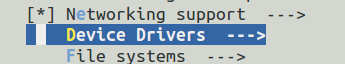 [*] Networking support  --->
Device Drivers  --->
File systems  --->